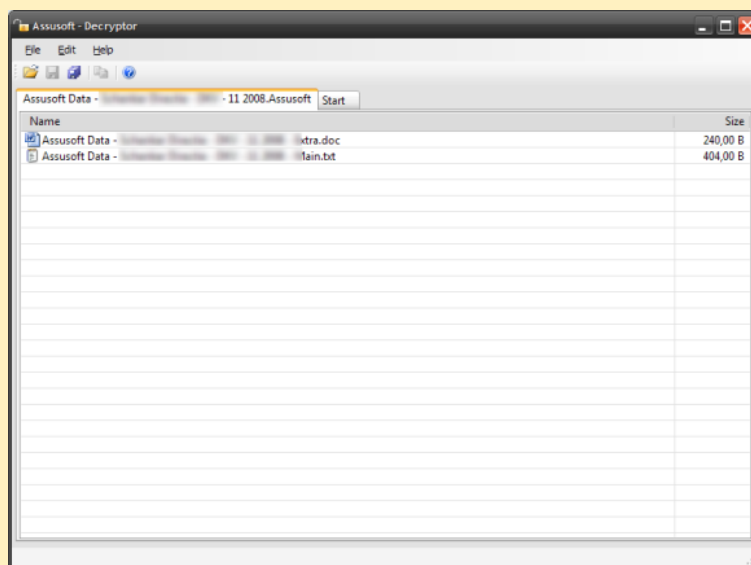 Assusoft - Decryptor
File Edit Help
Assusoft Data - - 11 2008.Assusoft Start
Name Size
Assusoft Data - xtra.doc 240,00 B
Assusoft Data - Main.txt 404,00 B